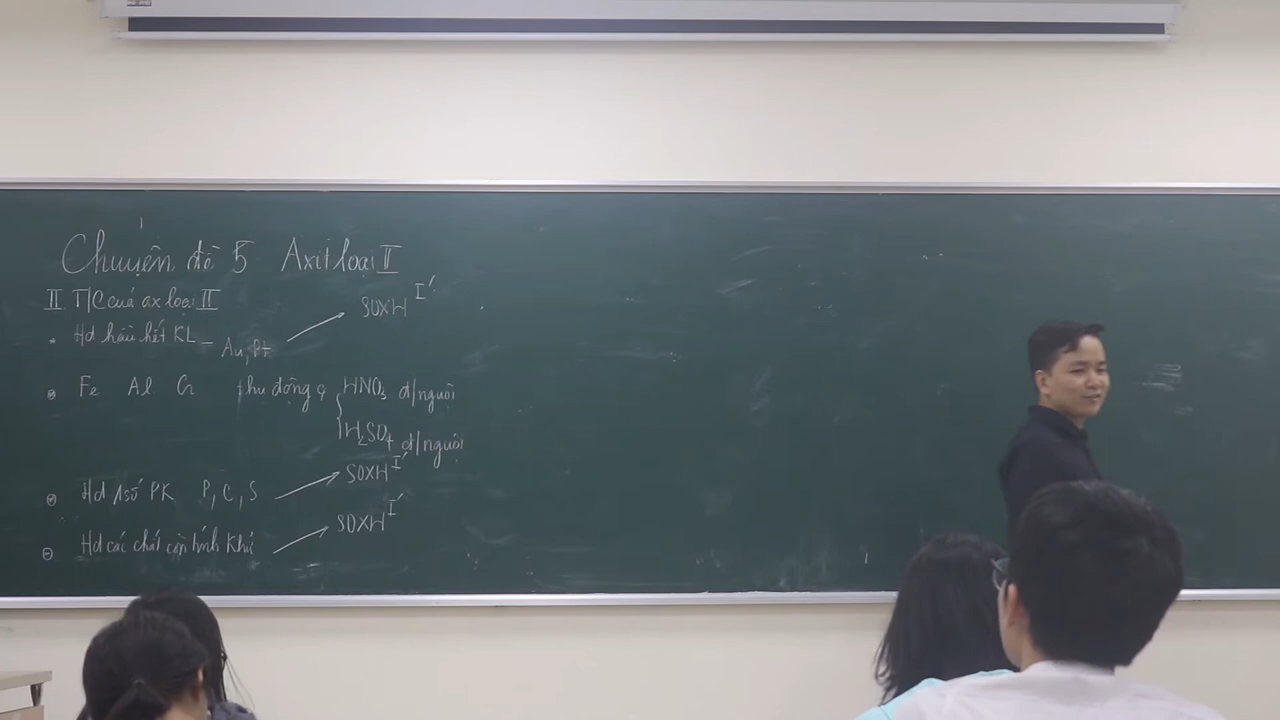 Chuyên đề 5 Axit loại II
II T/C của ax loại II
Hđ hầu hết KL - Au, Pt → SOXH I'
Fe Al Cr thụ động c HNO3 đ/nguội
H2SO4 đ/nguội
Hđ 1 số PK P, C, S → SOXH I'
Hđ các chất còn tính khử → SOXH I'